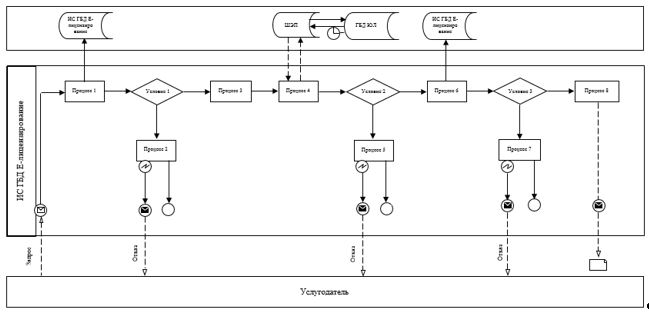 ИС ГБД Е-
лицензирование
ШЭП
ГБД ЮЛ
ИС ГБД Е-
лицензирование
ИС ГБД Е-лицензирование
Процесс 1
Условие 1
Процесс 3
Процесс 4
Условие 2
Процесс 6
Условие 3
Процесс 8
Процесс 2
Процесс 5
Процесс 7
Запрос
Отказ
Отказ
Отказ
Услугодатель